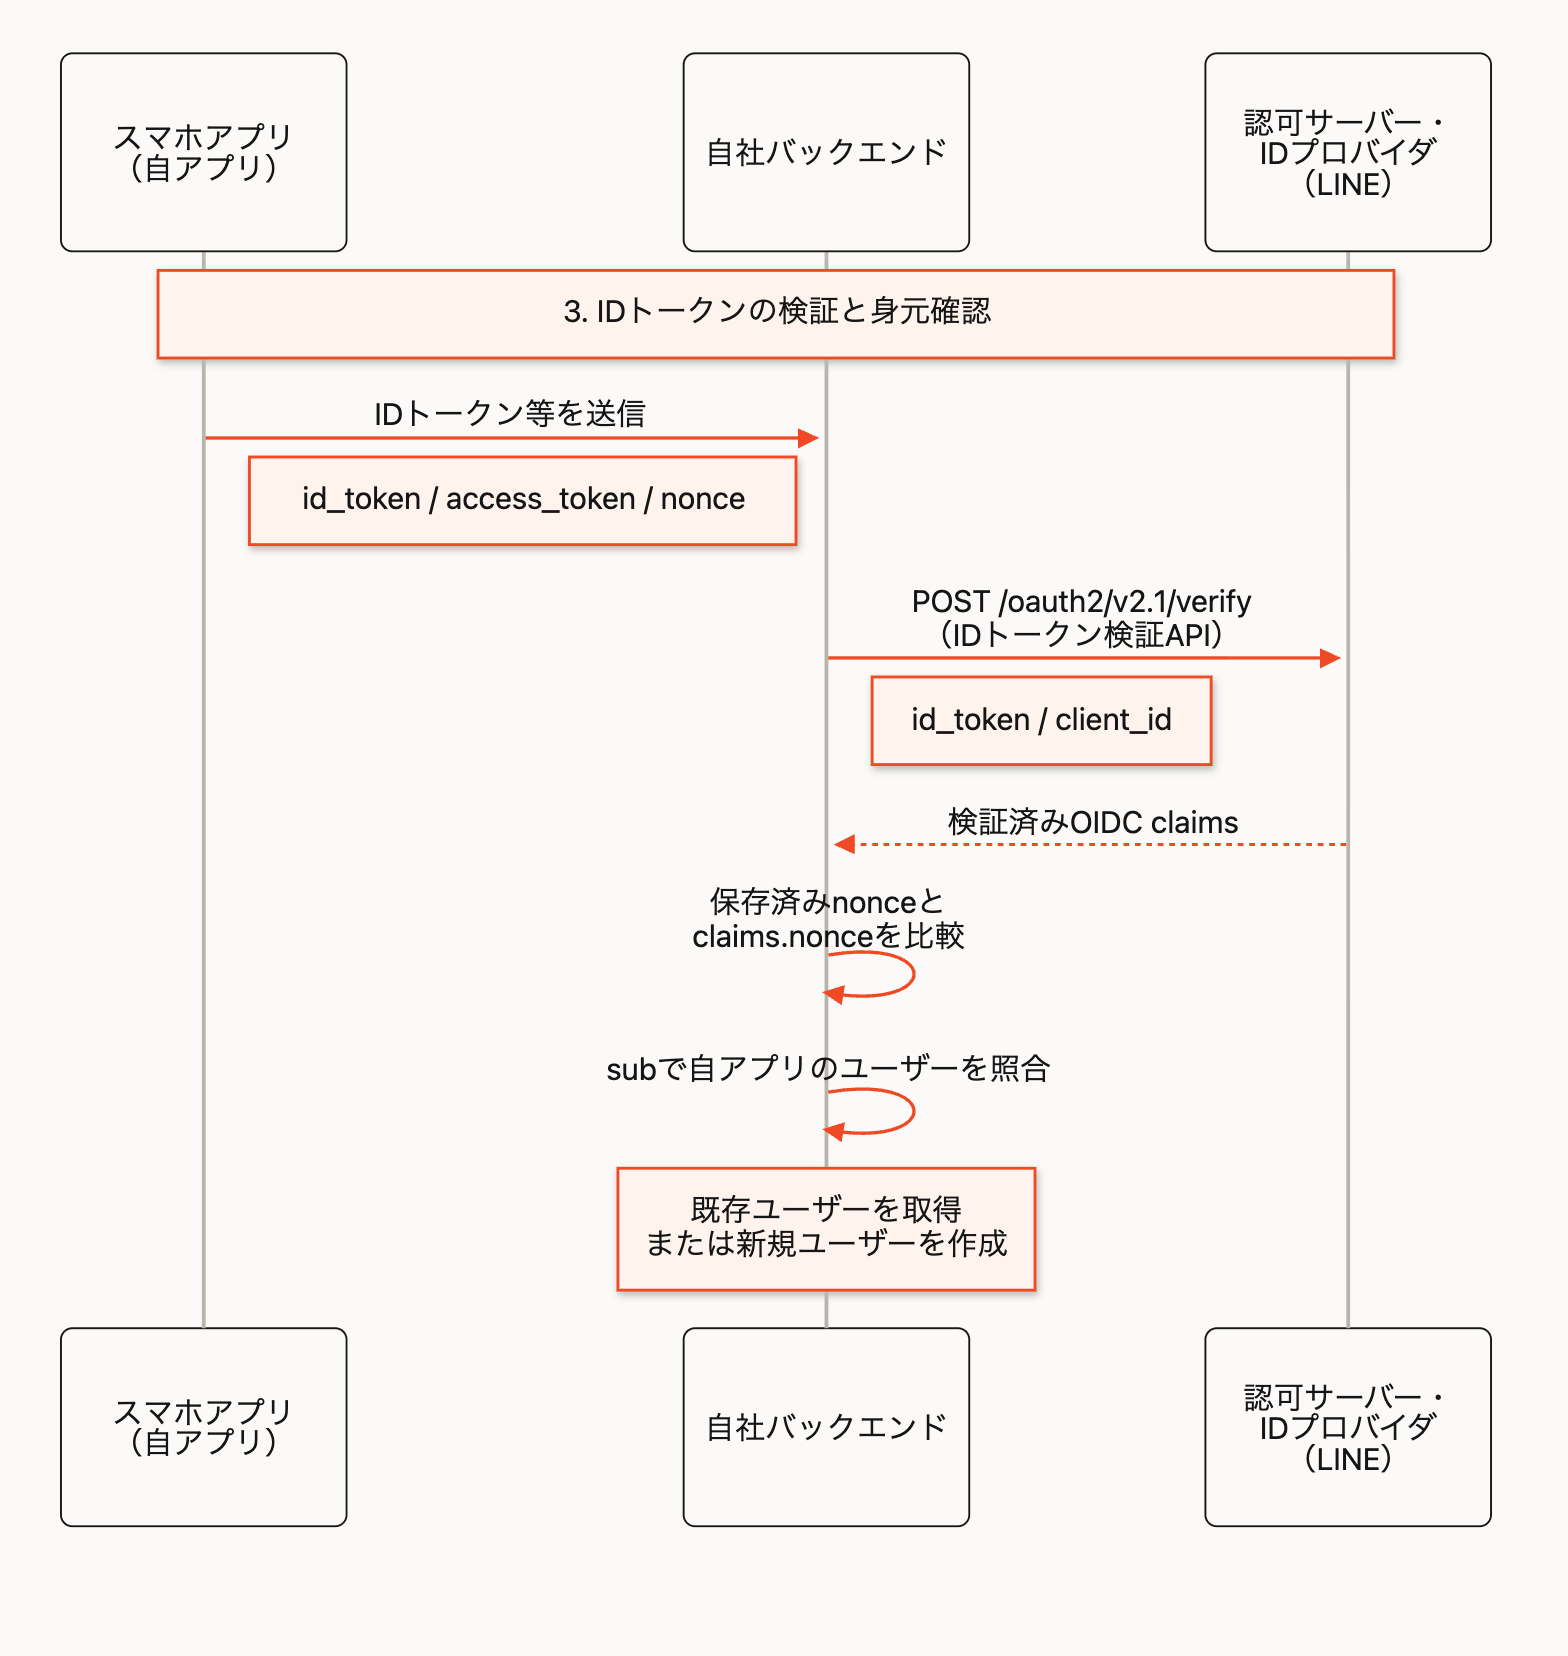 スマホアプリ
（自アプリ）
自社バックエンド
認可サーバー・
IDプロバイダ
（LINE）
3. IDトークンの検証と身元確認
IDトークン等を送信
id_token / access_token / nonce
POST /oauth2/v2.1/verify
（IDトークン検証API）
id_token / client_id
検証済みOIDC claims
保存済みnonceと
claims.nonceを比較
subで自アプリのユーザーを照合
既存ユーザーを取得
または新規ユーザーを作成
スマホアプリ
（自アプリ）
自社バックエンド
認可サーバー・
IDプロバイダ
（LINE）